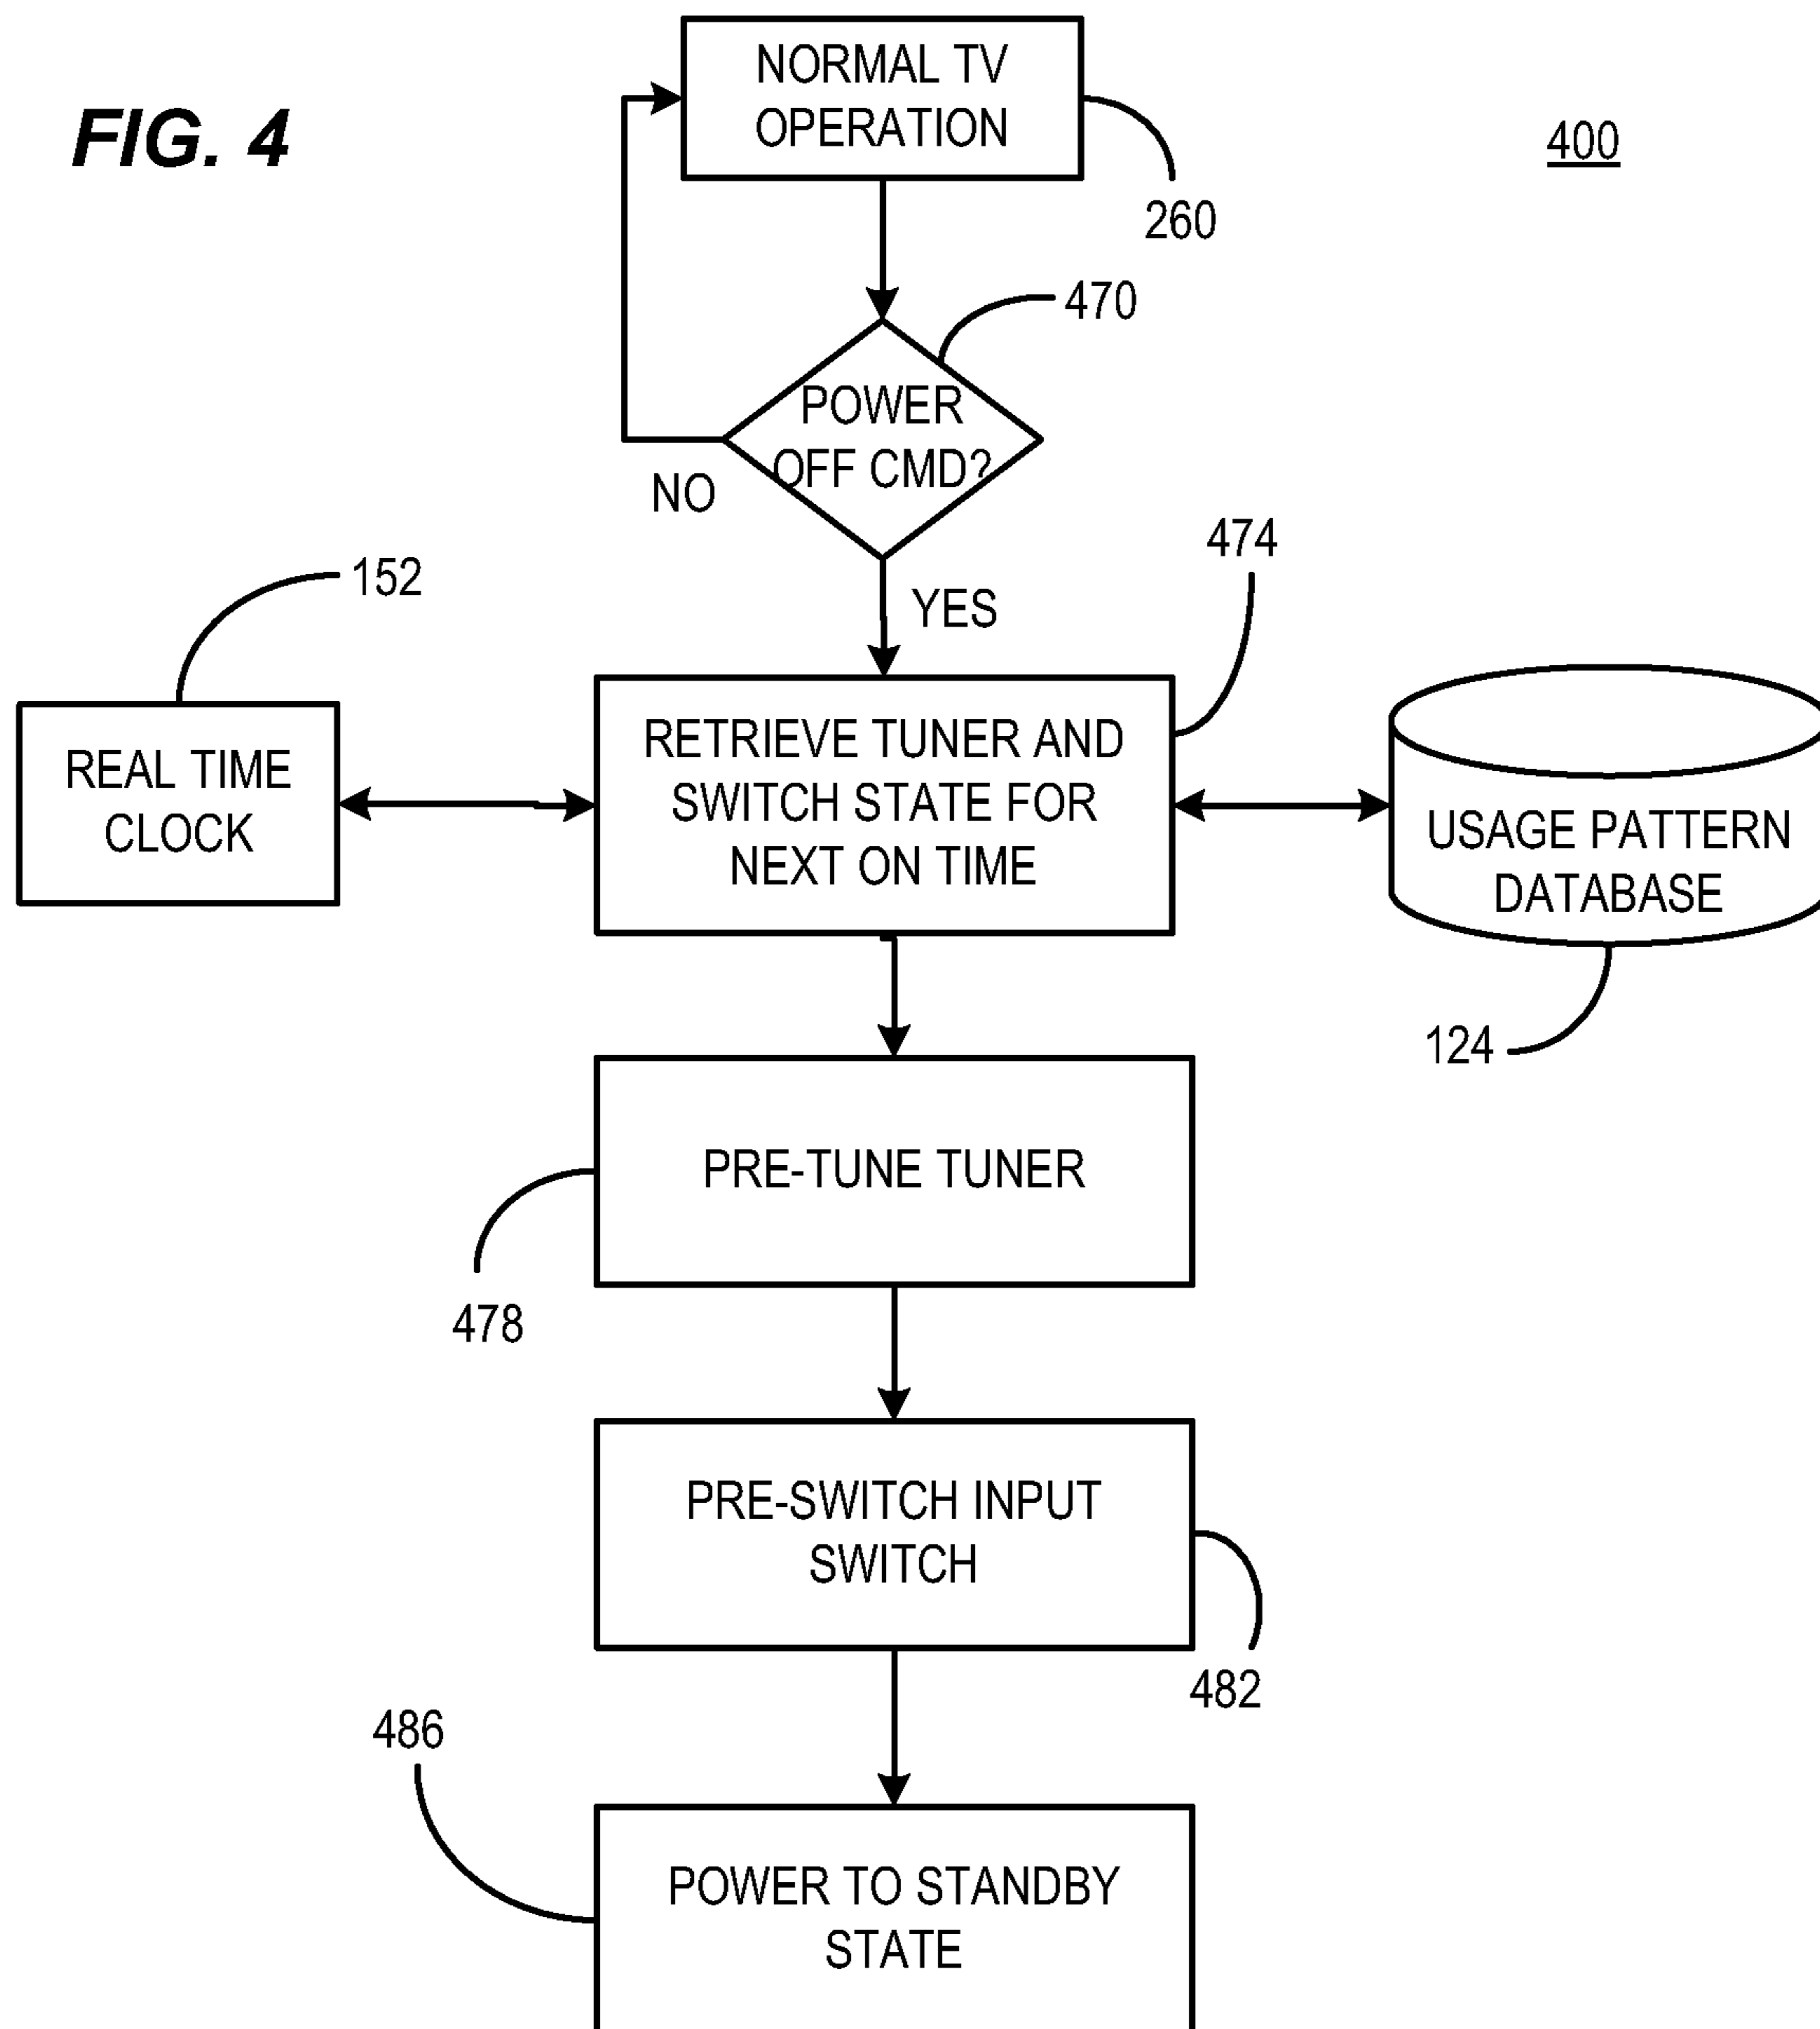 FIG. 4
400
NORMAL TV
OPERATION
260
470
POWER
OFF CMD?
NO
YES
474
152
REAL TIME
CLOCK
RETRIEVE TUNER AND
SWITCH STATE FOR
NEXT ON TIME
USAGE PATTERN
DATABASE
124
PRE-TUNE TUNER
478
PRE-SWITCH INPUT
SWITCH
482
486
POWER TO STANDBY
STATE